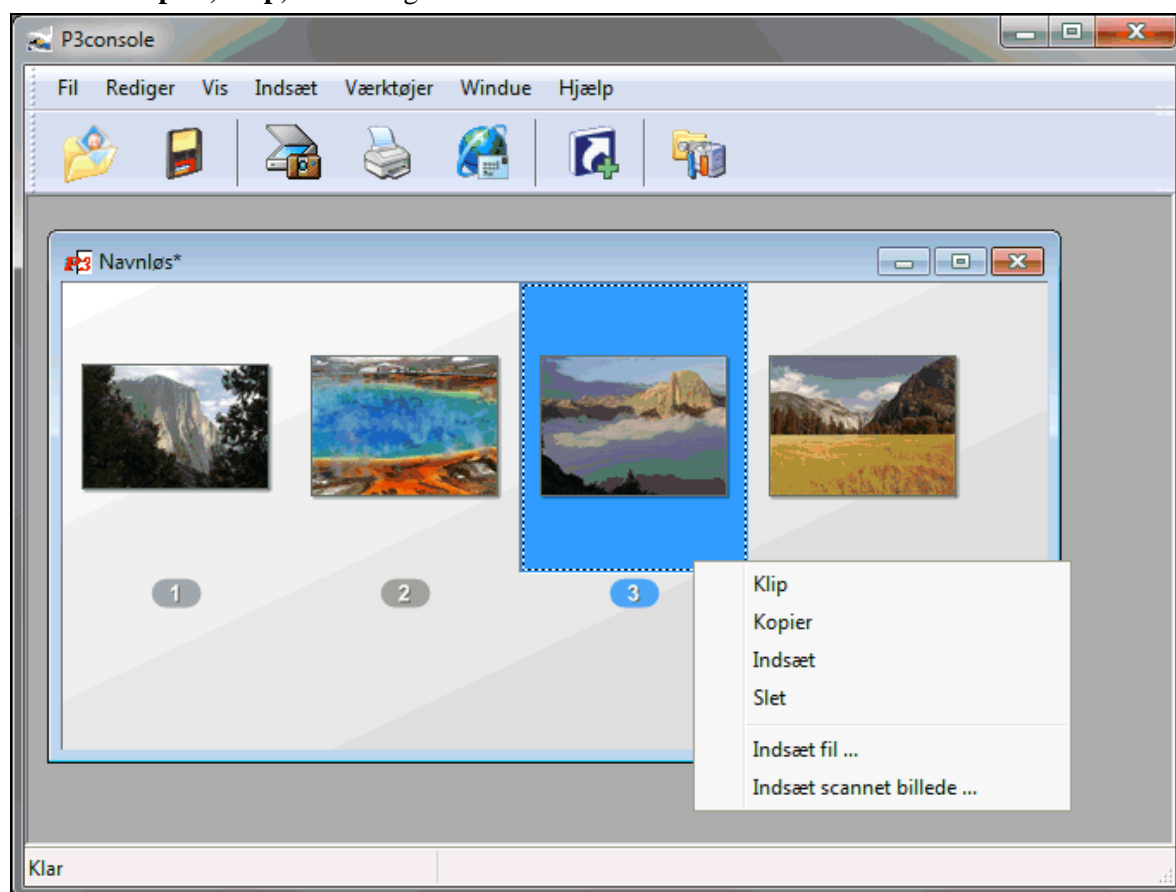 P3console
Fil Rediger Vis Indsæt Værktøjer Windue Hjælp
P3 Navnløs*
1 2 3
Klip
Kopier
Indsæt
Slet
Indsæt fil ...
Indsæt scannet billede ...
Klar